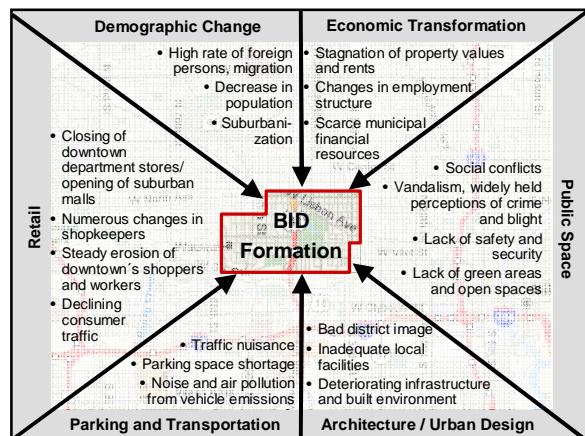 Demographic Change
Economic Transformation
• High rate of foreign
persons, migration
• Decrease in
population
• Suburbani-
zation
• Stagnation of property values
and rents
• Changes in employment
structure
• Scarce municipal
financial
resources
Retail
• Closing of
downtown
department stores/
opening of suburban
malls
• Numerous changes in
shopkeepers
• Steady erosion of
downtown´s shoppers
and workers
• Declining
consumer
traffic
W Lisbon Ave
BID
Formation
• Social conflicts
• Vandalism, widely held
perceptions of crime
and blight
• Lack of safety and
security
• Lack of green areas
and open spaces
Public Space
• Traffic nuisance
• Parking space shortage
• Noise and air pollution
from vehicle emissions
• Bad district image
• Inadequate local
facilities
• Deteriorating infrastructure
and built environment
Parking and Transportation
Architecture / Urban Design